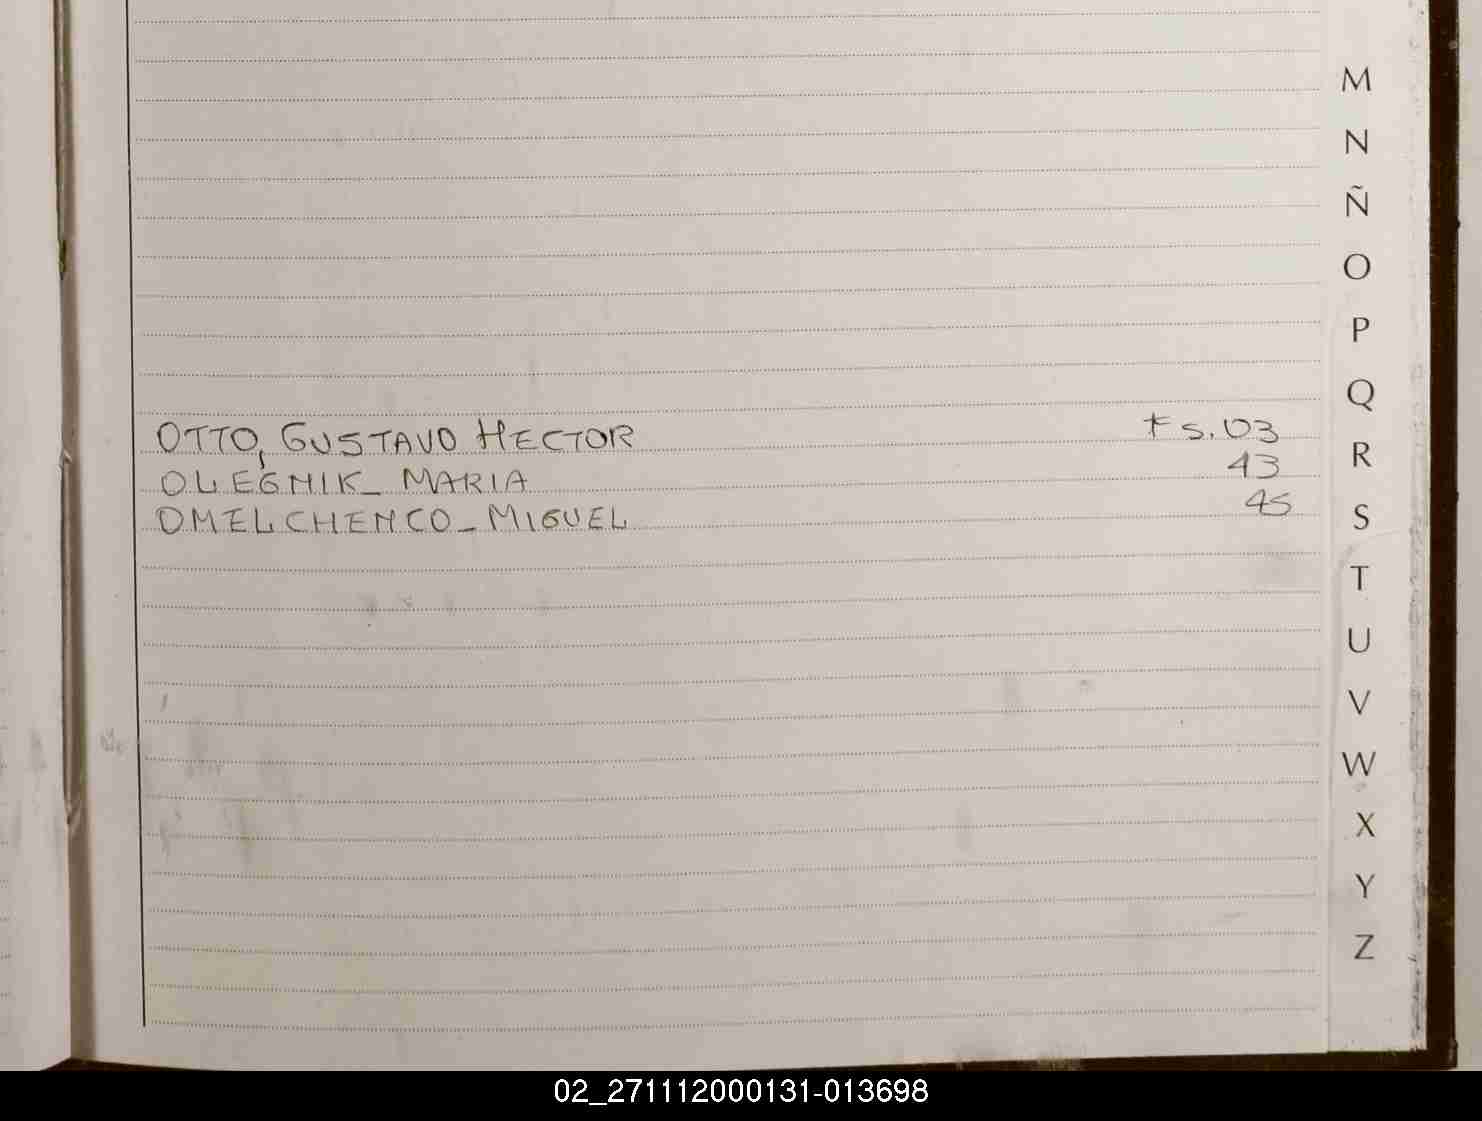 M
N
Ñ
O
P
Q
OTTO, GUSTAVO HECTOR Fs. 03
R
OLEGNIK_ MARIA 43
OMELCHENCO_ MIGUEL 45
S
T
U
V
W
X
Y
Z
02_271112000131-013698